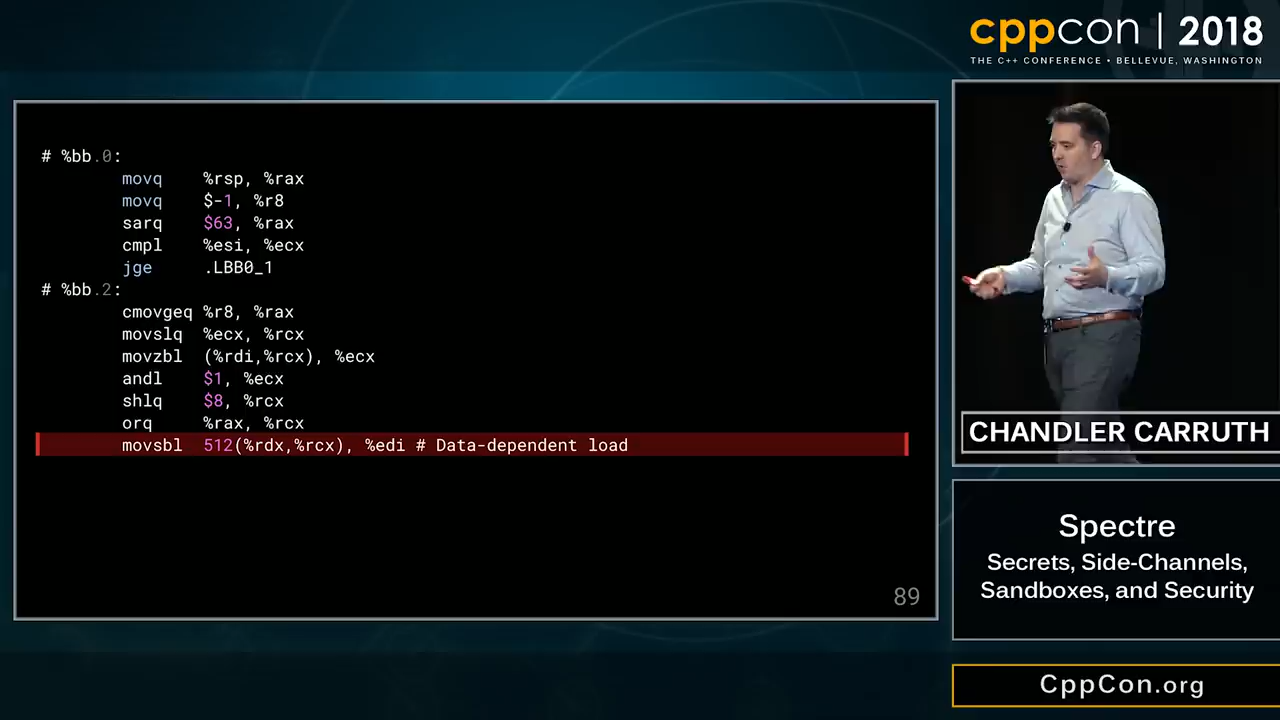 cppcon | 2018
THE C++ CONFERENCE • BELLEVUE, WASHINGTON
# %bb.0:
movq %rsp, %rax
movq $-1, %r8
sarq $63, %rax
cmpl %esi, %ecx
jge .LBB0_1
# %bb.2:
cmovgeq %r8, %rax
movslq %ecx, %rcx
movzbl (%rdi,%rcx), %ecx
andl $1, %ecx
shlq $8, %rcx
orq %rax, %rcx
movsbl 512(%rdx,%rcx), %edi # Data-dependent load
89
CHANDLER CARRUTH
Spectre
Secrets, Side-Channels,
Sandboxes, and Security
CppCon.org